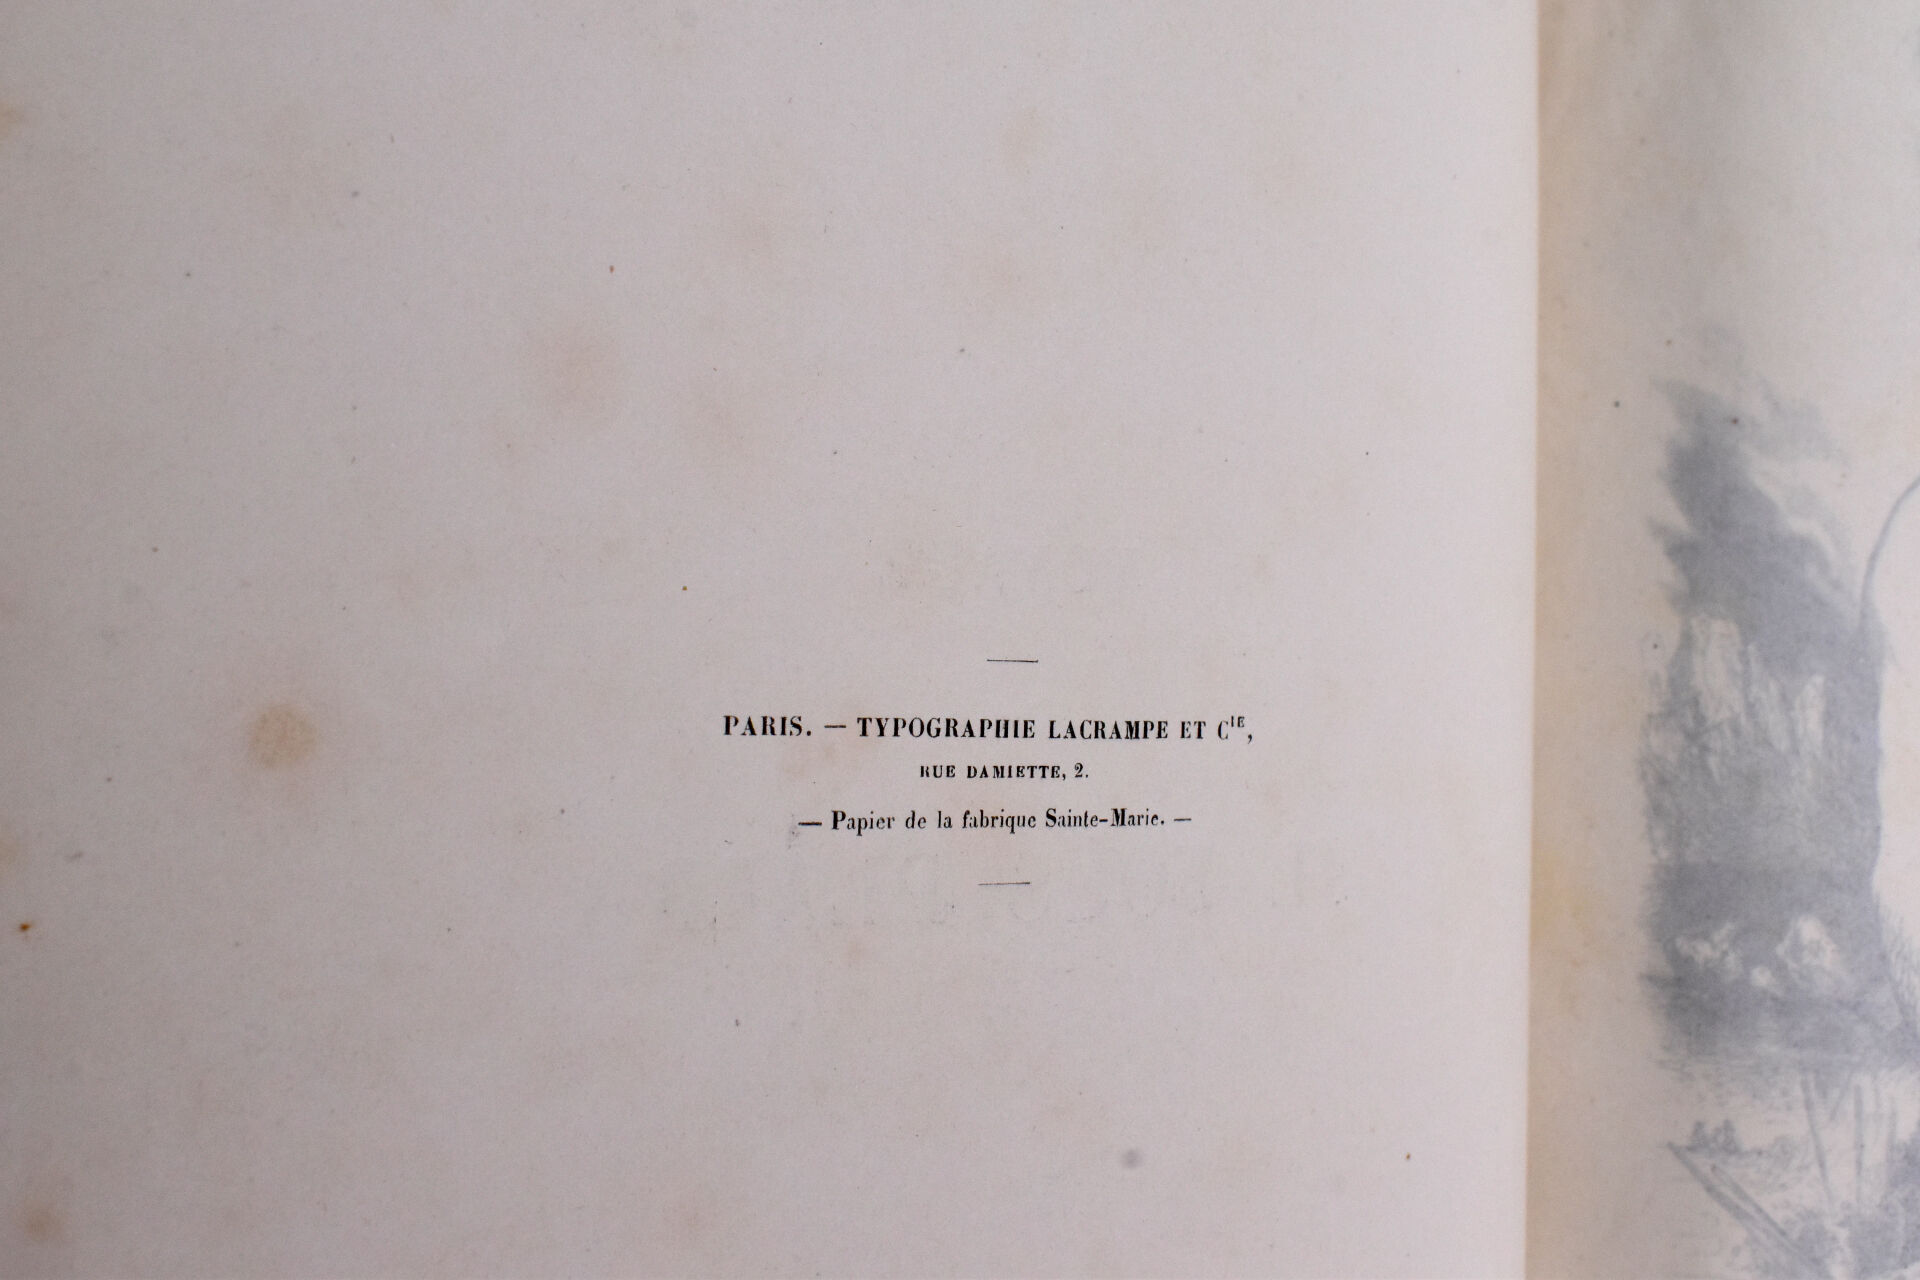 PARIS. — TYPOGRAPHIE LACRAMPE ET CIE,
RUE DAMIETTE, 2.
— Papier de la fabrique Sainte-Marie. —